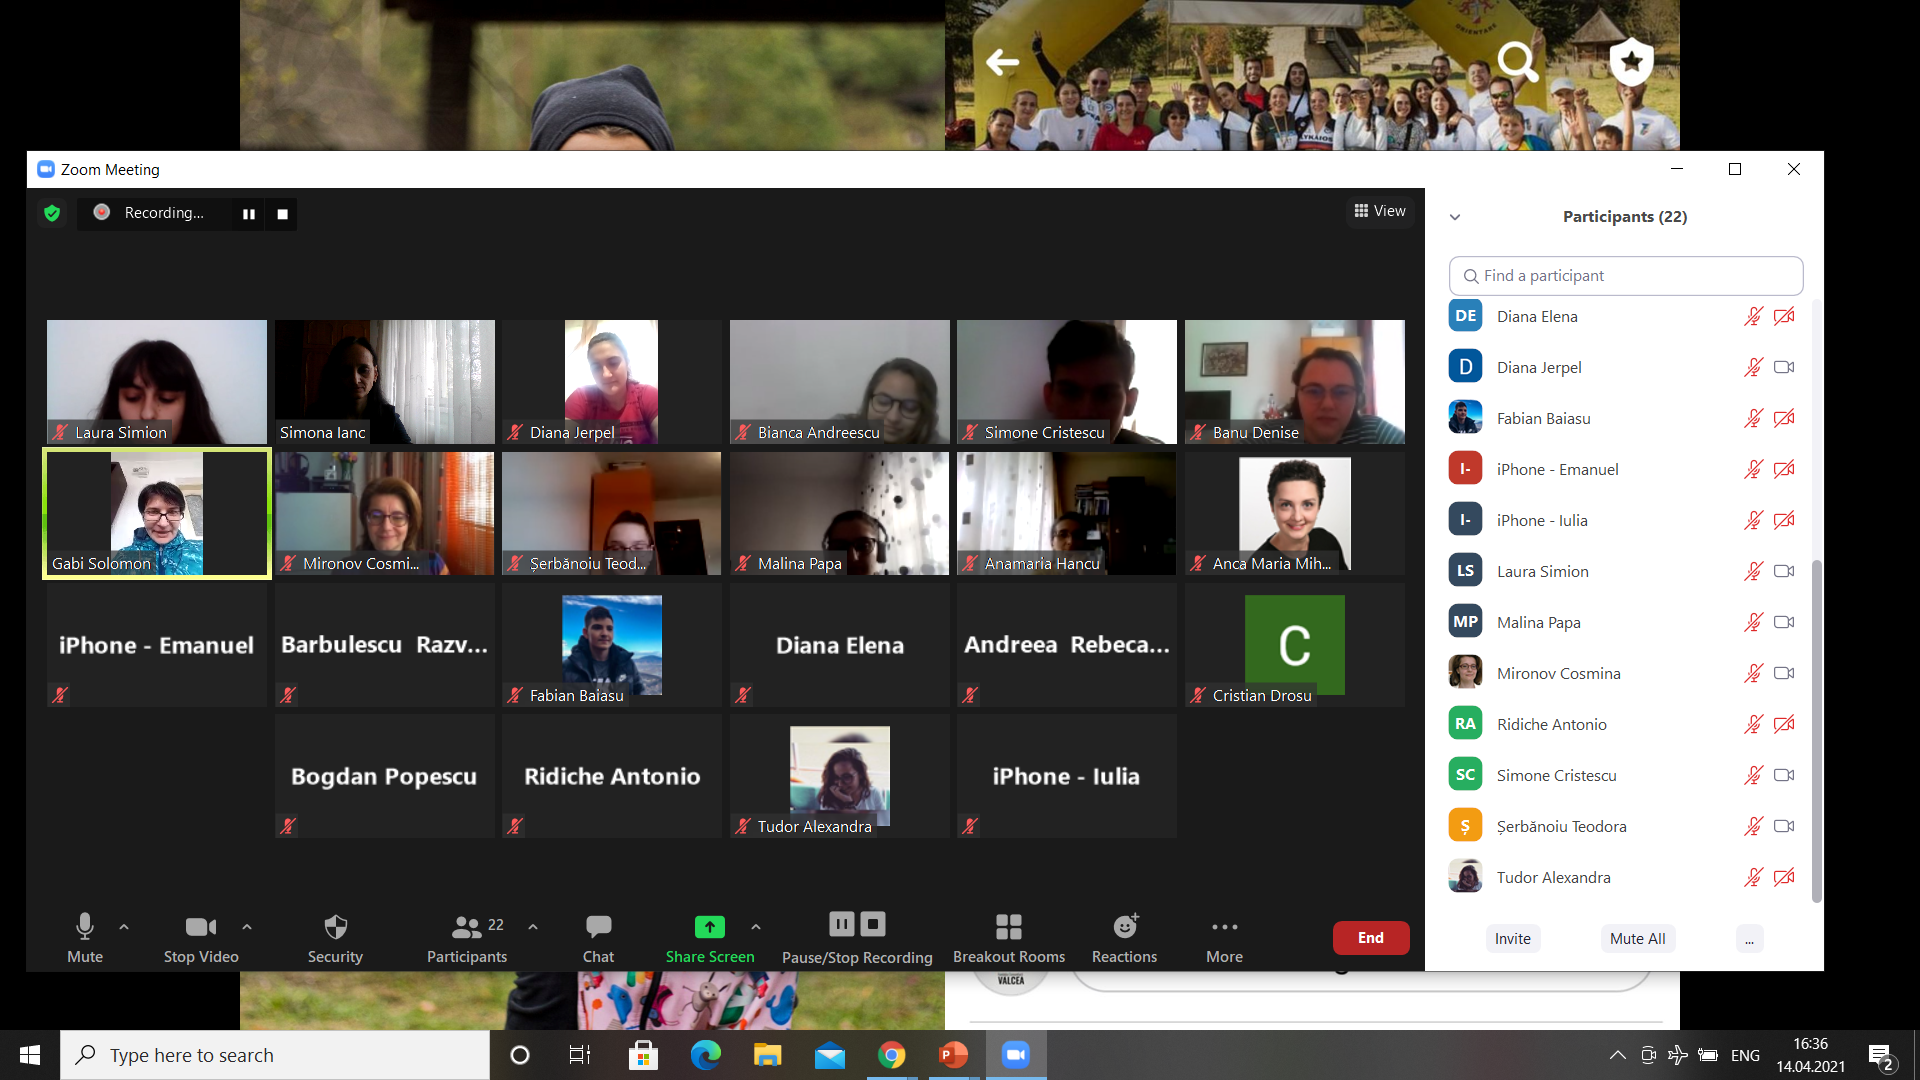 ORIENTARE
Zoom Meeting
Recording...
View
Laura Simion
Simona Ianc
Diana Jerpel
Bianca Andreescu
Simone Cristescu
Banu Denise
Gabi Solomon
Mironov Cosmi...
Șerbănoiu Teod...
Malina Papa
Anamaria Hancu
Anca Maria Mih...
iPhone - Emanuel
Barbulescu Razv...
Fabian Baiasu
Diana Elena
Andreea Rebeca...
C
Cristian Drosu
Bogdan Popescu
Ridiche Antonio
Tudor Alexandra
iPhone - Iulia
Mute
Stop Video
Security
22
Participants
Chat
Share Screen
Pause/Stop Recording
Breakout Rooms
Reactions
More
End
Participants (22)
Find a participant
DE Diana Elena
D Diana Jerpel
Fabian Baiasu
I- iPhone - Emanuel
I- iPhone - Iulia
LS Laura Simion
MP Malina Papa
Mironov Cosmina
RA Ridiche Antonio
SC Simone Cristescu
Ș Șerbănoiu Teodora
Tudor Alexandra
Invite
Mute All
...
VALCEA
Type here to search
ENG
16:36
14.04.2021
2